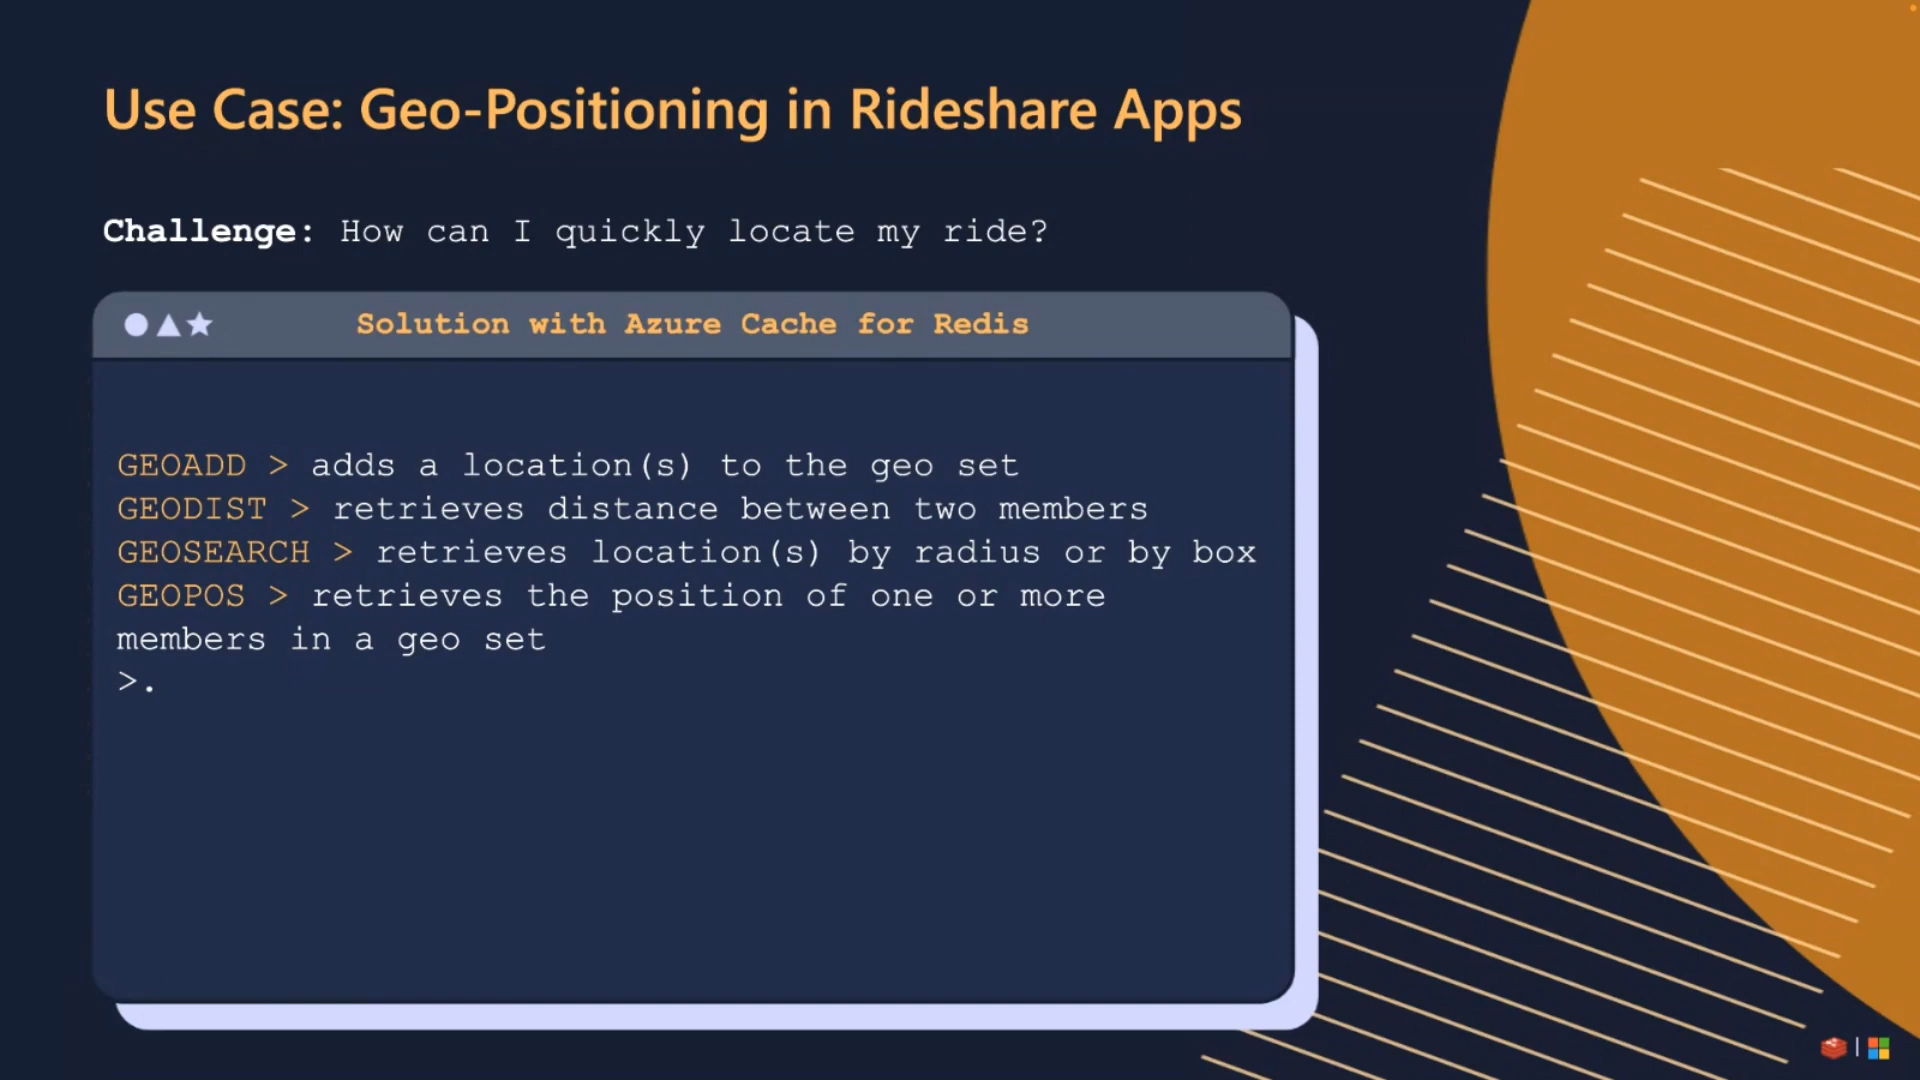 Use Case: Geo-Positioning in Rideshare Apps
Challenge: How can I quickly locate my ride?
Solution with Azure Cache for Redis
GEOADD > adds a location(s) to the geo set
GEODIST > retrieves distance between two members
GEOSEARCH > retrieves location(s) by radius or by box
GEOPOS > retrieves the position of one or more
members in a geo set
>.